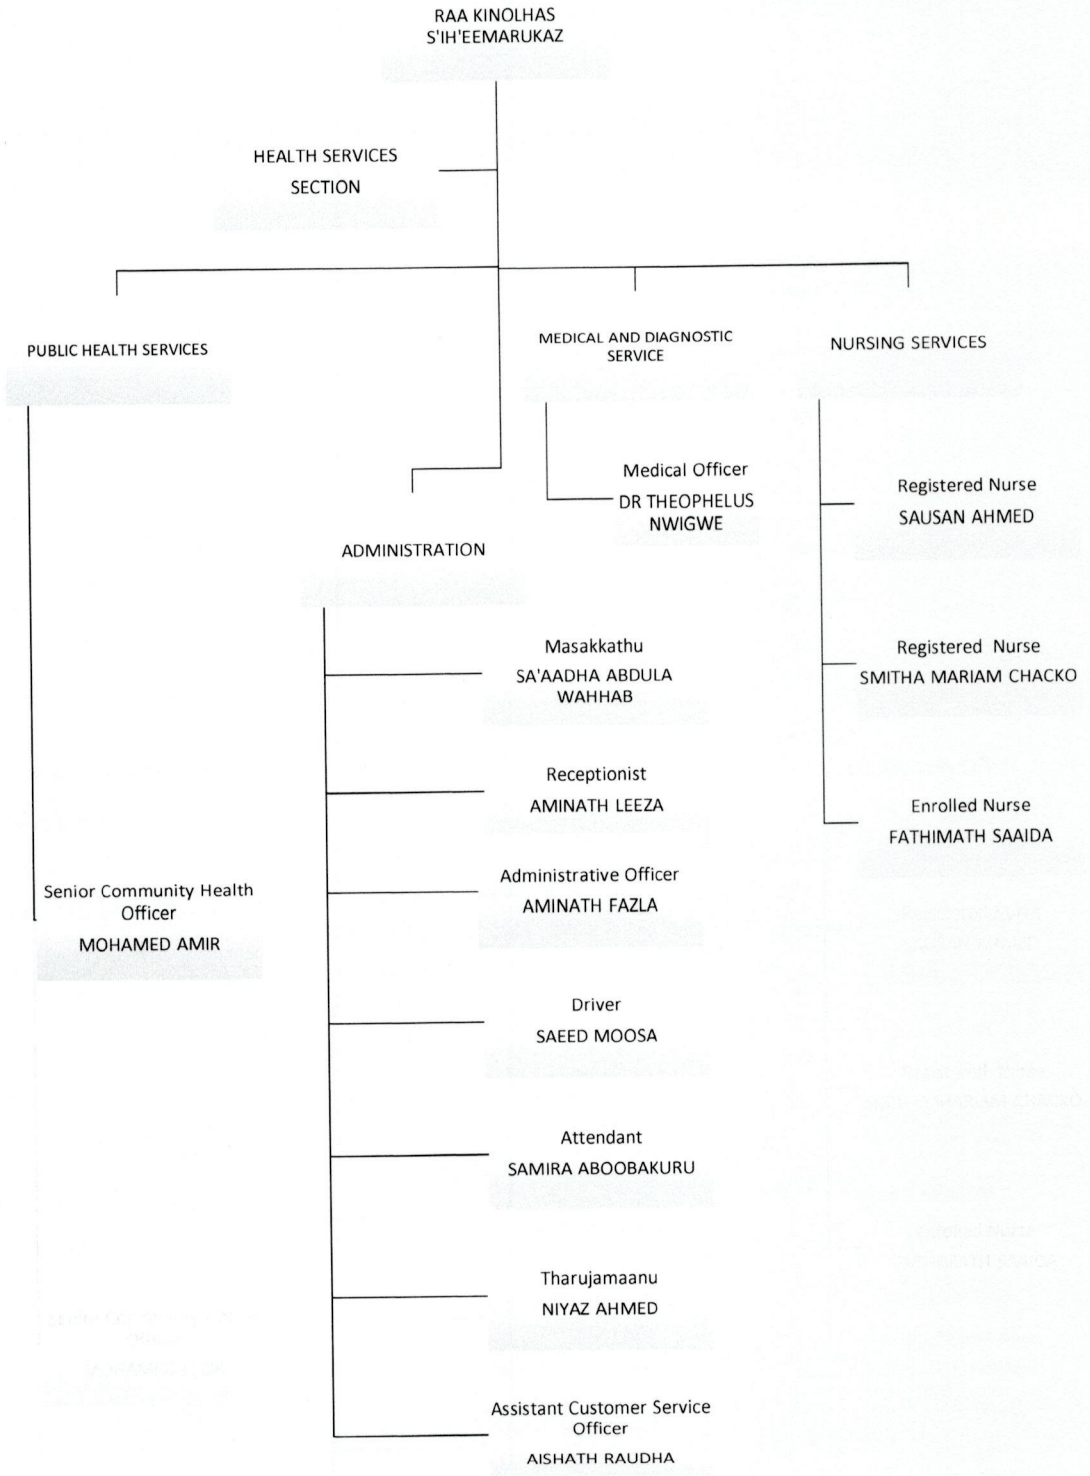 RAA KINOLHAS
S'IH'EEMARUKAZ
HEALTH SERVICES
SECTION
PUBLIC HEALTH SERVICES
MEDICAL AND DIAGNOSTIC
SERVICE
NURSING SERVICES
Medical Officer
DR THEOPHELUS
NWIGWE
Registered Nurse
SAUSAN AHMED
ADMINISTRATION
Masakkathu
SA'AADHA ABDULA
WAHHAB
Registered Nurse
SMITHA MARIAM CHACKO
Receptionist
AMINATH LEEZA
Enrolled Nurse
FATHIMATH SAAIDA
Senior Community Health
Officer
MOHAMED AMIR
Administrative Officer
AMINATH FAZLA
Driver
SAEED MOOSA
Attendant
SAMIRA ABOOBAKURU
Tharujamaanu
NIYAZ AHMED
Assistant Customer Service
Officer
AISHATH RAUDHA